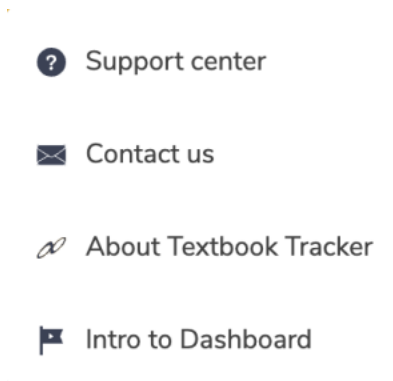 Support center
Contact us
About Textbook Tracker
Intro to Dashboard